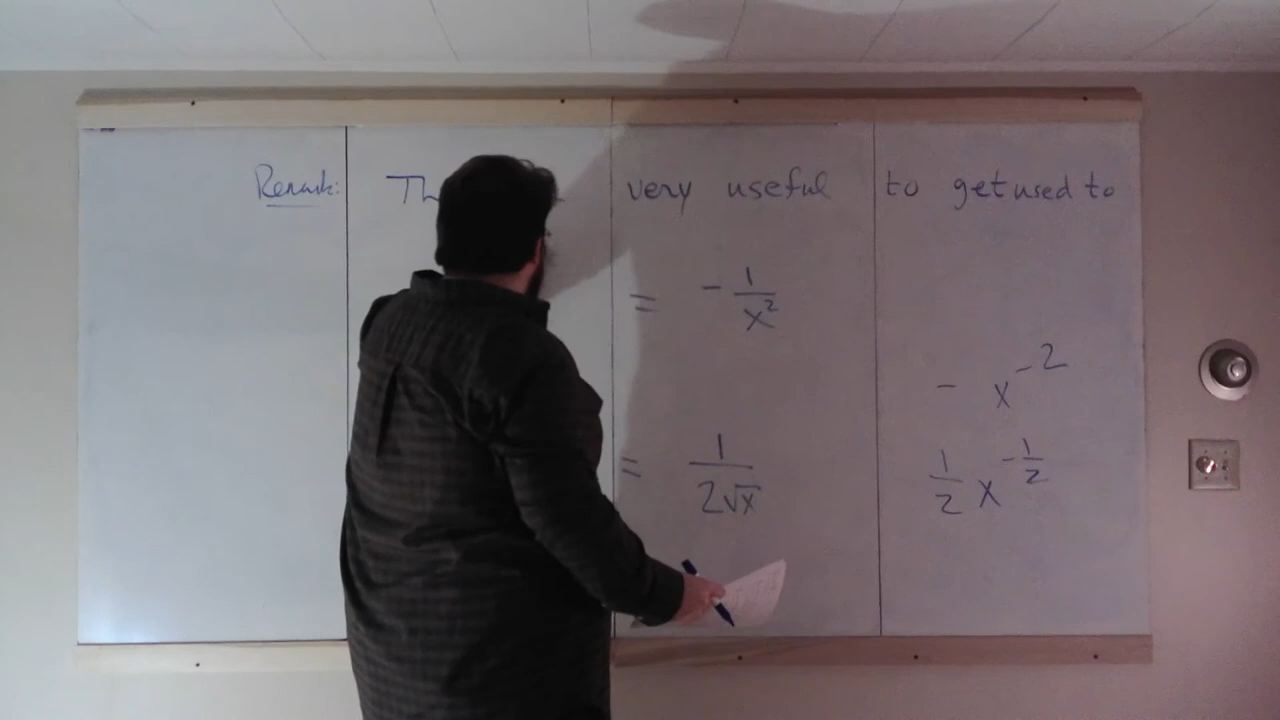 Remark: Th very useful to get used to
= - 1/x²
- x⁻²
= 1/(2√x) 1/2 x^(-1/2)